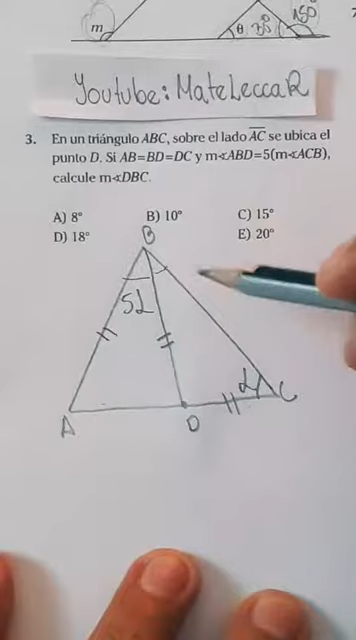 m θ 38° 150°
Youtube: MateLeccaR
3. En un triángulo ABC, sobre el lado AC se ubica el
punto D. Si AB=BD=DC y m∢ABD=5(m∢ACB),
calcule m∢DBC.
A) 8° B) 10° C) 15°
D) 18° E) 20°
B
5α
α
C
A D